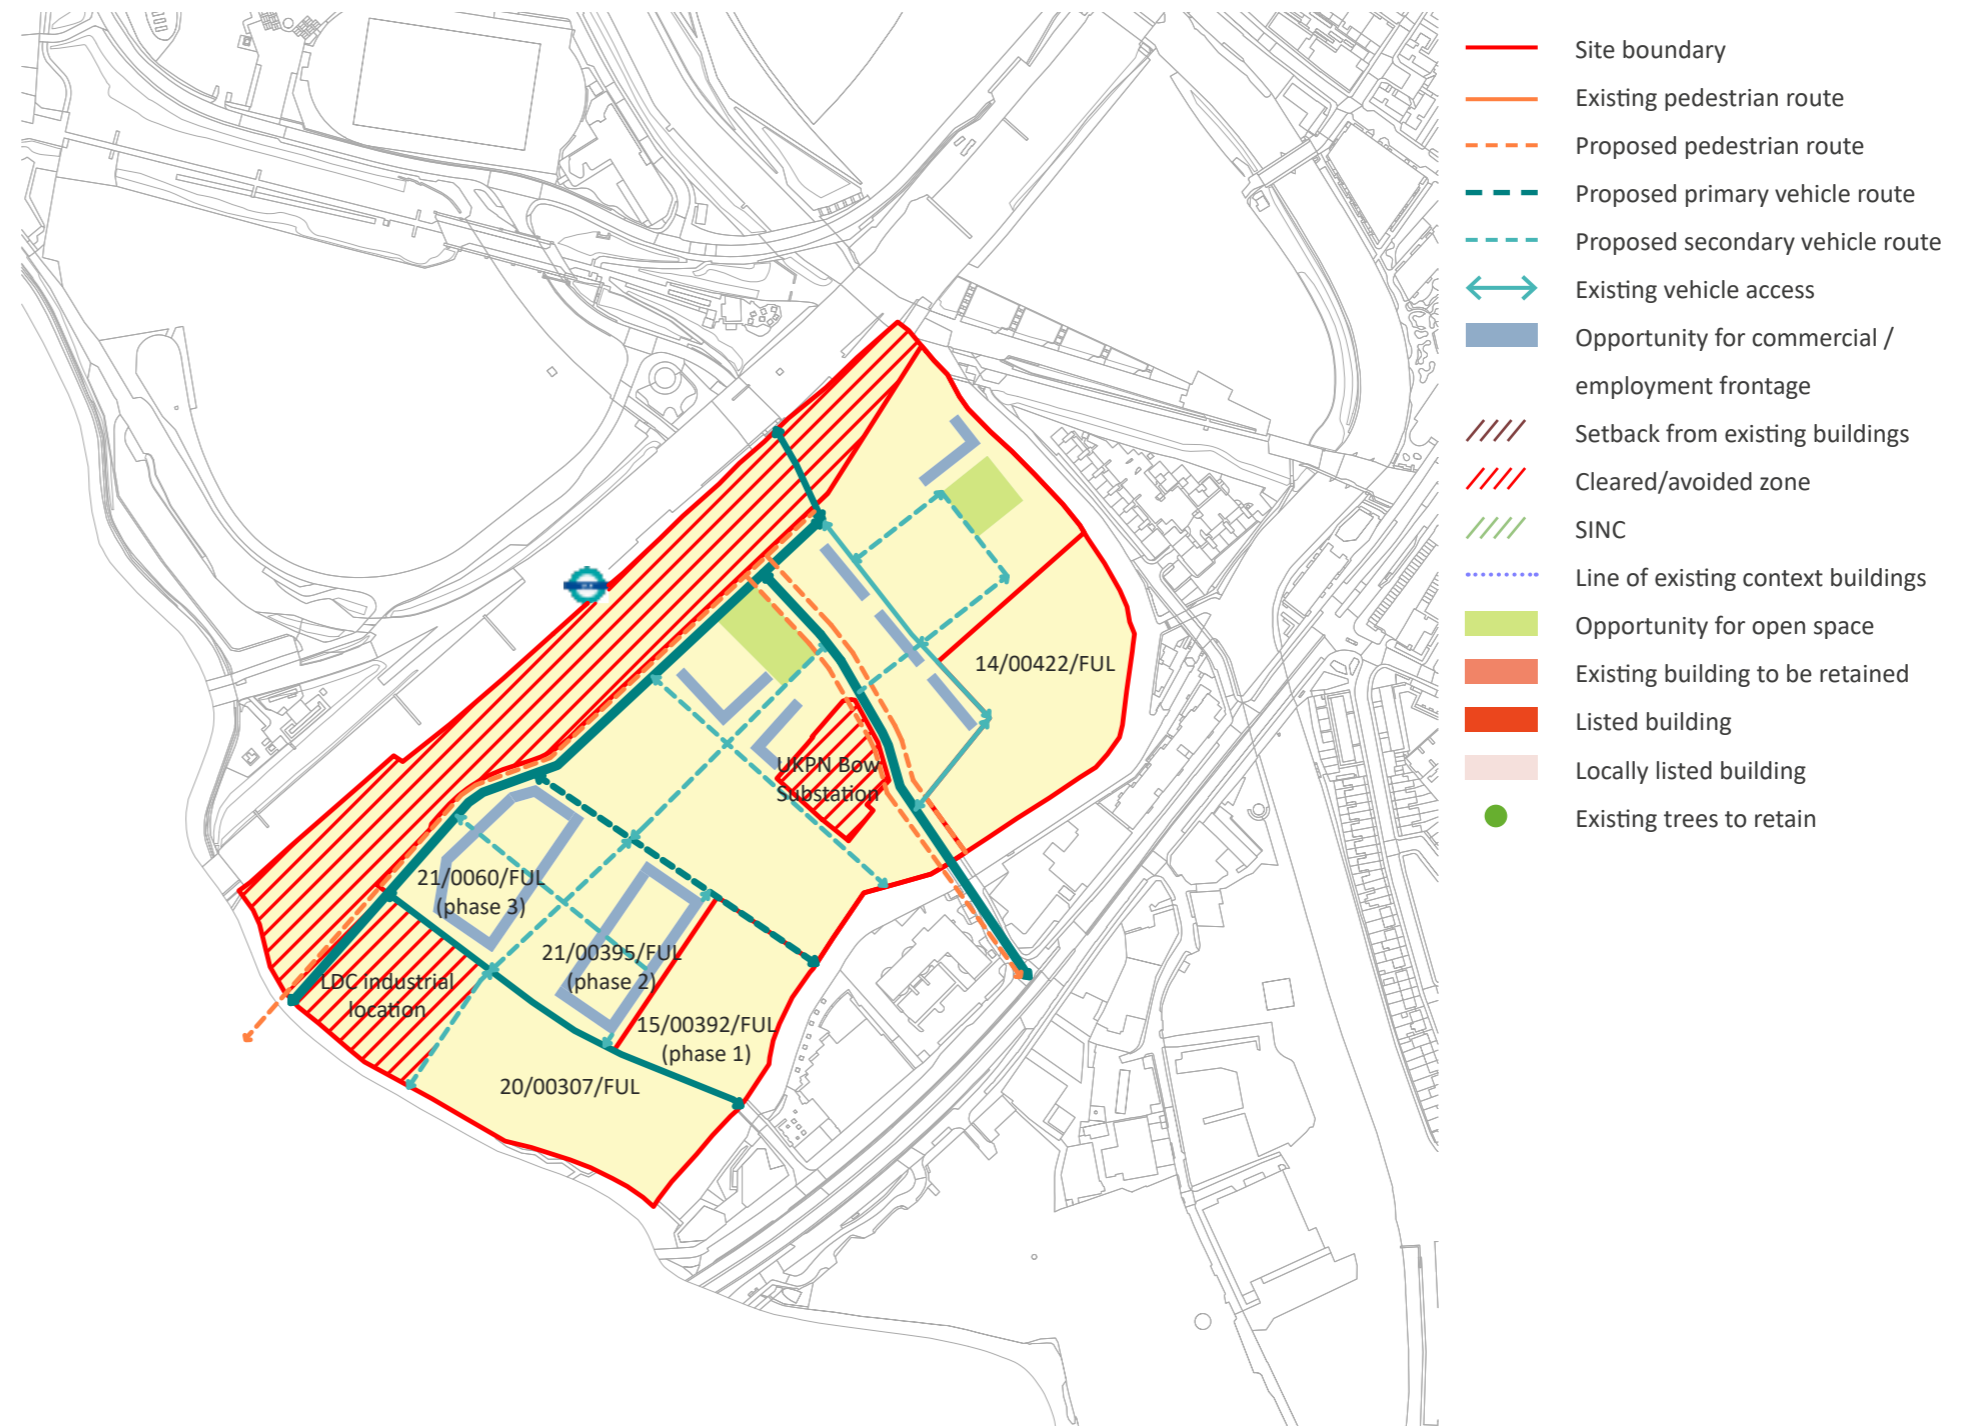 Site boundary
Existing pedestrian route
Proposed pedestrian route
Proposed primary vehicle route
Proposed secondary vehicle route
Existing vehicle access
Opportunity for commercial /
employment frontage
Setback from existing buildings
Cleared/avoided zone
SINC
Line of existing context buildings
Opportunity for open space
Existing building to be retained
Listed building
Locally listed building
Existing trees to retain
14/00422/FUL
UKPN Bow
Substation
21/0060/FUL
(phase 3)
21/00395/FUL
(phase 2)
LDC industrial
location
15/00392/FUL
(phase 1)
20/00307/FUL